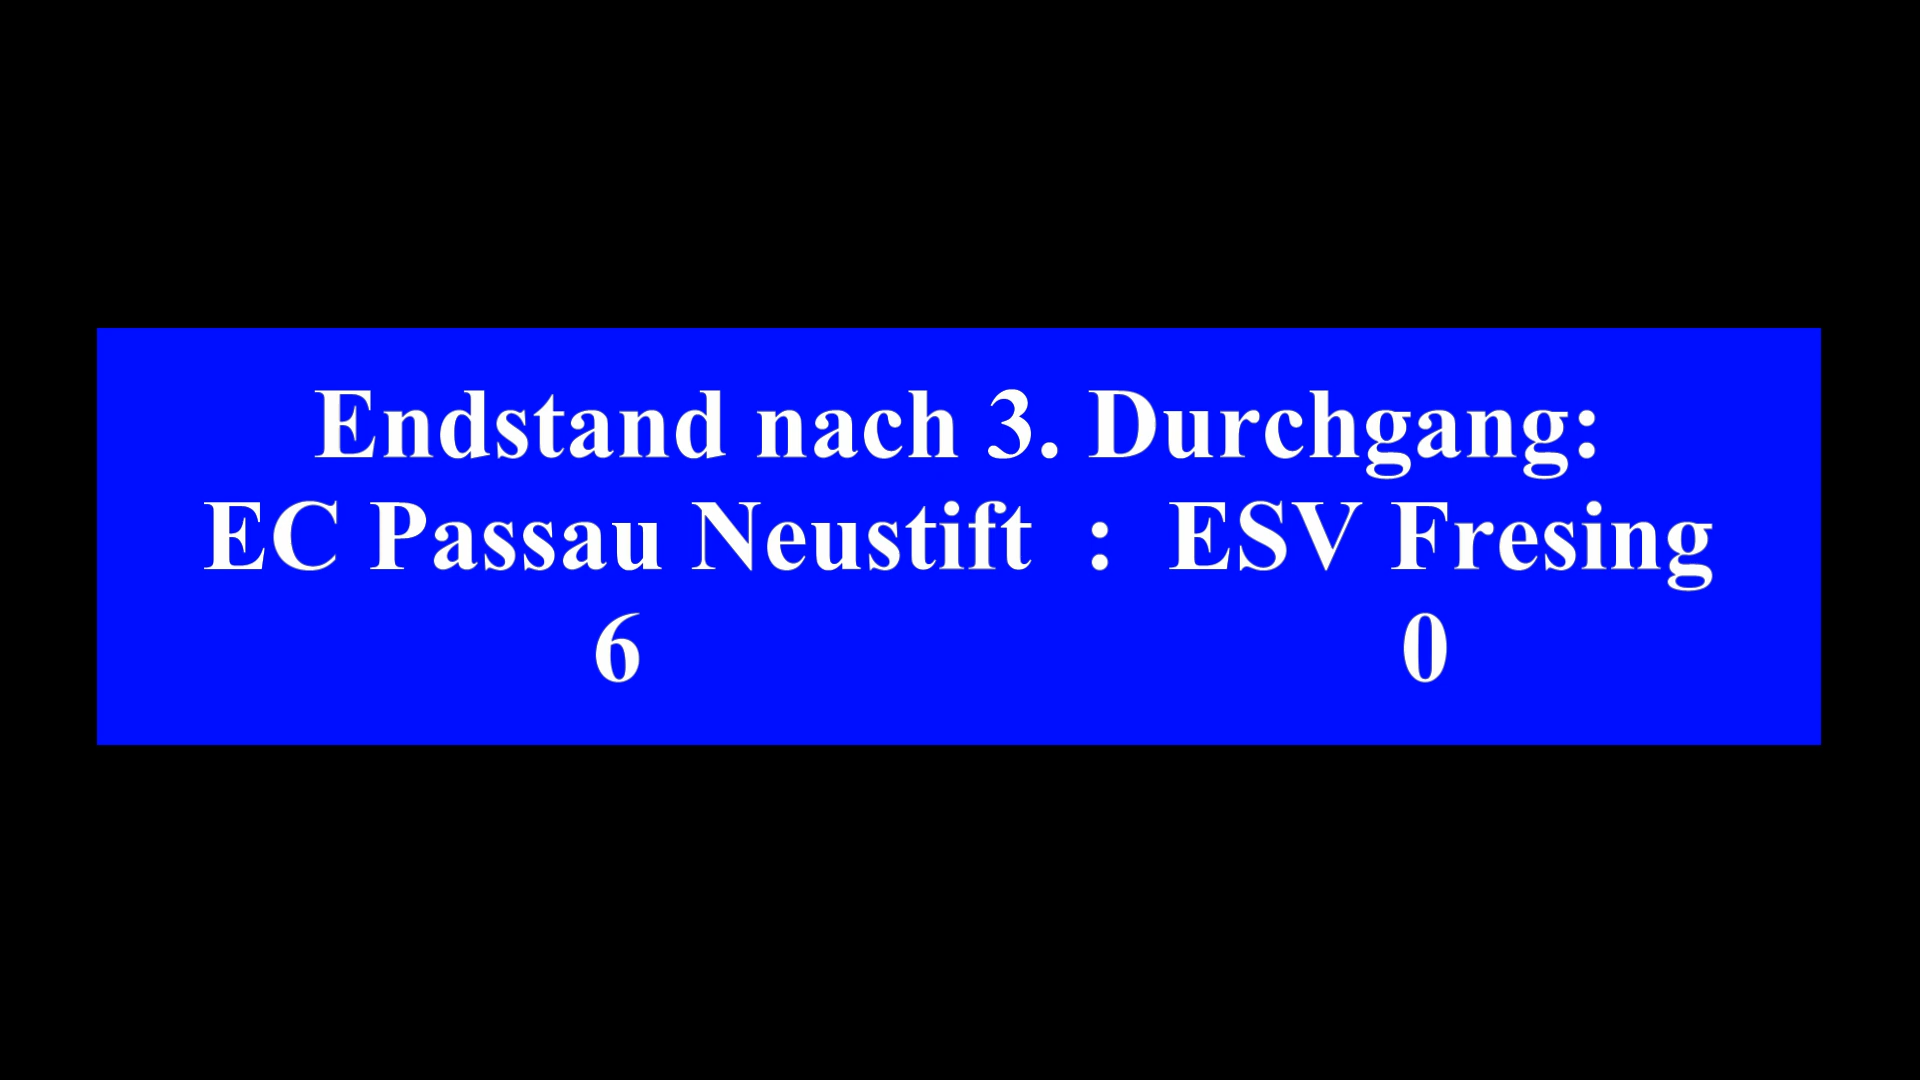 Endstand nach 3. Durchgang:
EC Passau Neustift : ESV Fresing
6 0